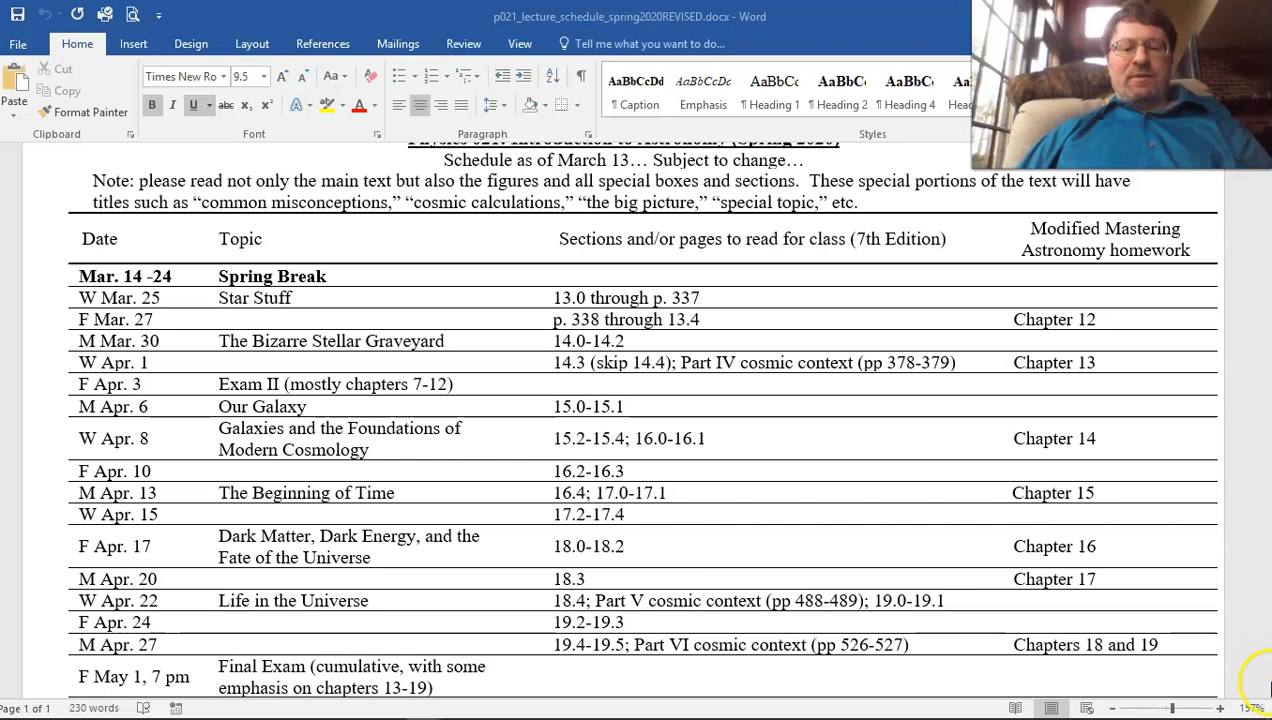 p021_lecture_schedule_spring2020REVISED.docx - Word
File Home Insert Design Layout References Mailings Review View Tell me what you want to do...
Paste
Cut
Copy
Format Painter
Times New Ro 9.5
B I U abc x₂ x²
Clipboard Font Paragraph Styles
AaBbCcDd AaBbCcDd AaBbCc AaBbCc AaBbCc
¶ Caption Emphasis ¶ Heading 1 ¶ Heading 2 ¶ Heading 4
Physics 021: Introduction to Astronomy (Spring 2020)
Schedule as of March 13… Subject to change…
Note: please read not only the main text but also the figures and all special boxes and sections. These special portions of the text will have
titles such as “common misconceptions,” “cosmic calculations,” “the big picture,” “special topic,” etc.
Date Topic Sections and/or pages to read for class (7th Edition) Modified Mastering
Astronomy homework
Mar. 14 -24 Spring Break
W Mar. 25 Star Stuff 13.0 through p. 337
F Mar. 27 p. 338 through 13.4 Chapter 12
M Mar. 30 The Bizarre Stellar Graveyard 14.0-14.2
W Apr. 1 14.3 (skip 14.4); Part IV cosmic context (pp 378-379) Chapter 13
F Apr. 3 Exam II (mostly chapters 7-12)
M Apr. 6 Our Galaxy 15.0-15.1
W Apr. 8 Galaxies and the Foundations of
Modern Cosmology 15.2-15.4; 16.0-16.1 Chapter 14
F Apr. 10 16.2-16.3
M Apr. 13 The Beginning of Time 16.4; 17.0-17.1 Chapter 15
W Apr. 15 17.2-17.4
F Apr. 17 Dark Matter, Dark Energy, and the
Fate of the Universe 18.0-18.2 Chapter 16
M Apr. 20 18.3 Chapter 17
W Apr. 22 Life in the Universe 18.4; Part V cosmic context (pp 488-489); 19.0-19.1
F Apr. 24 19.2-19.3
M Apr. 27 19.4-19.5; Part VI cosmic context (pp 526-527) Chapters 18 and 19
F May 1, 7 pm Final Exam (cumulative, with some
emphasis on chapters 13-19)
Page 1 of 1 230 words 157%